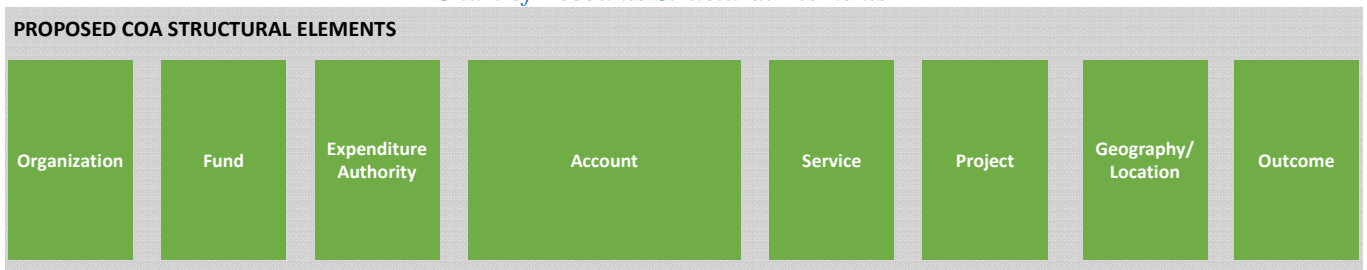 PROPOSED COA STRUCTURAL ELEMENTS
Organization
Fund
Expenditure
Authority
Account
Service
Project
Geography/
Location
Outcome